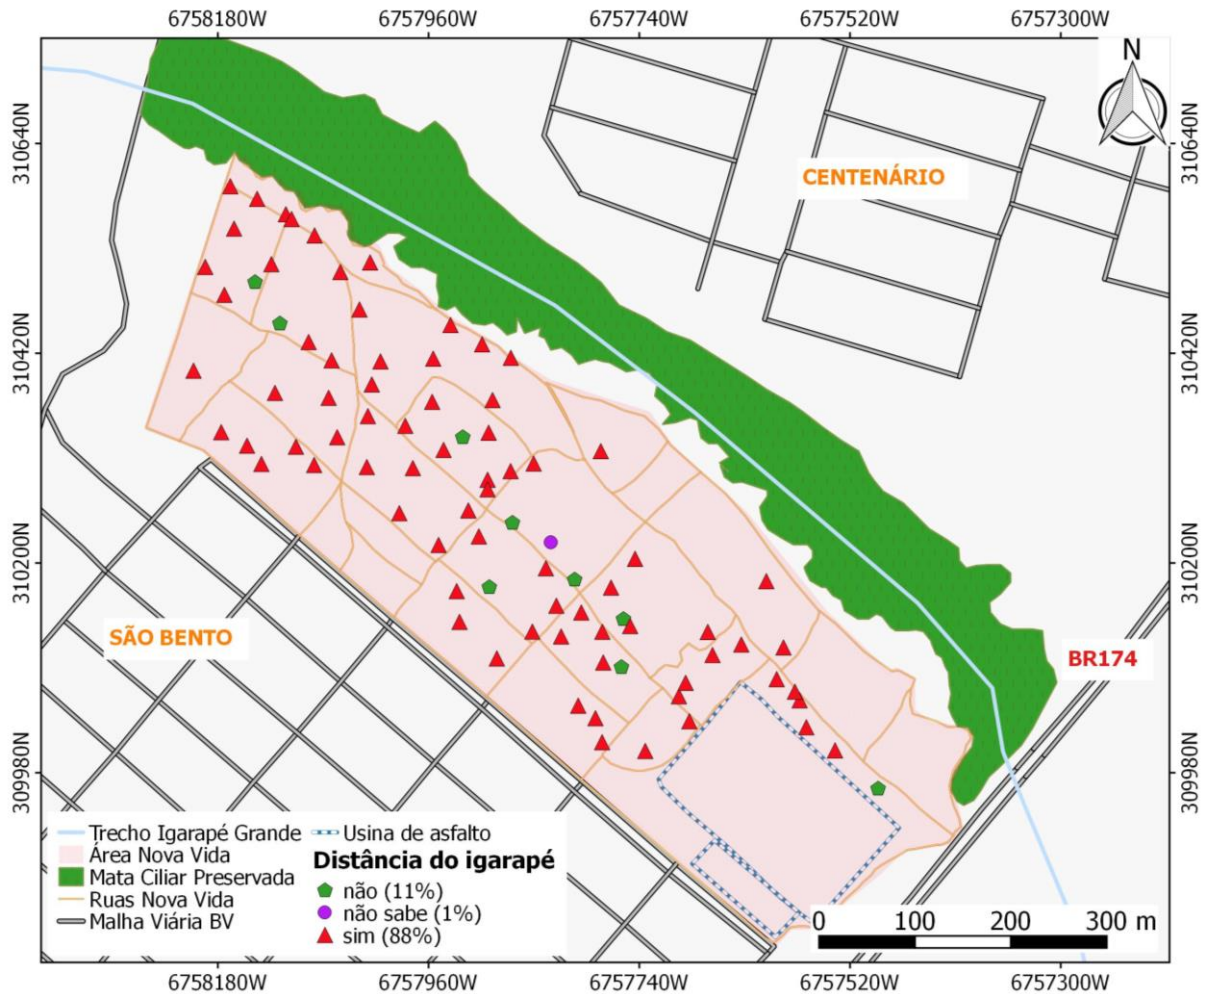 6758180W 6757960W 6757740W 6757520W 6757300W
N
310640N 310640N
CENTENÁRIO
310420N 310420N
310200N 310200N
SÃO BENTO
BR174
309980N 309980N
Trecho Igarapé Grande
Área Nova Vida
Mata Ciliar Preservada
Ruas Nova Vida
Malha Viária BV
Usina de asfalto
Distância do igarapé
não (11%)
não sabe (1%)
sim (88%)
0 100 200 300 m
6758180W 6757960W 6757740W 6757520W 6757300W